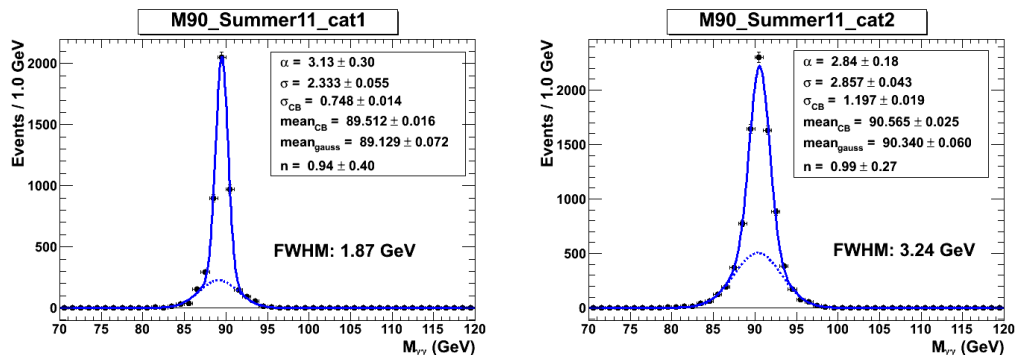 M90_Summer11_cat1
Events / 1.0 GeV
2000
1500
1000
500
0
α = 3.13 ± 0.30
σ = 2.333 ± 0.055
σCB = 0.748 ± 0.014
meanCB = 89.512 ± 0.016
meangauss = 89.129 ± 0.072
n = 0.94 ± 0.40
FWHM: 1.87 GeV
70 75 80 85 90 95 100 105 110 115 120
Mγγ (GeV)
M90_Summer11_cat2
Events / 1.0 GeV
2000
1500
1000
500
0
α = 2.84 ± 0.18
σ = 2.857 ± 0.043
σCB = 1.197 ± 0.019
meanCB = 90.565 ± 0.025
meangauss = 90.340 ± 0.060
n = 0.99 ± 0.27
FWHM: 3.24 GeV
70 75 80 85 90 95 100 105 110 115 120
Mγγ (GeV)